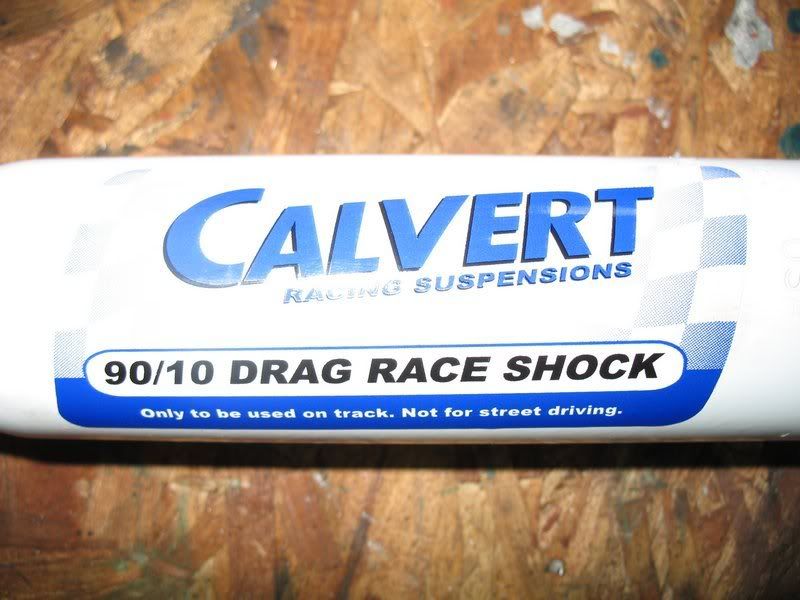 CALVERT
RACING SUSPENSIONS
90/10 DRAG RACE SHOCK
Only to be used on track. Not for street driving.